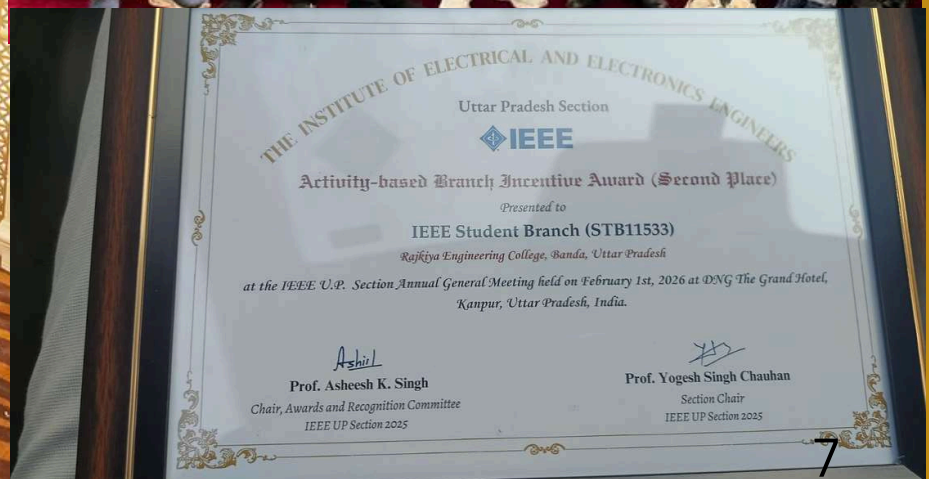 THE INSTITUTE OF ELECTRICAL AND ELECTRONICS ENGINEERS
Uttar Pradesh Section
IEEE
Activity-based Branch Incentive Award (Second Place)
Presented to
IEEE Student Branch (STB11533)
Rajkiya Engineering College, Banda, Uttar Pradesh
at the IEEE U.P. Section Annual General Meeting held on February 1st, 2026 at DNG The Grand Hotel,
Kanpur, Uttar Pradesh, India.
Prof. Asheesh K. Singh
Chair, Awards and Recognition Committee
IEEE UP Section 2025
Prof. Yogesh Singh Chauhan
Section Chair
IEEE UP Section 2025
7